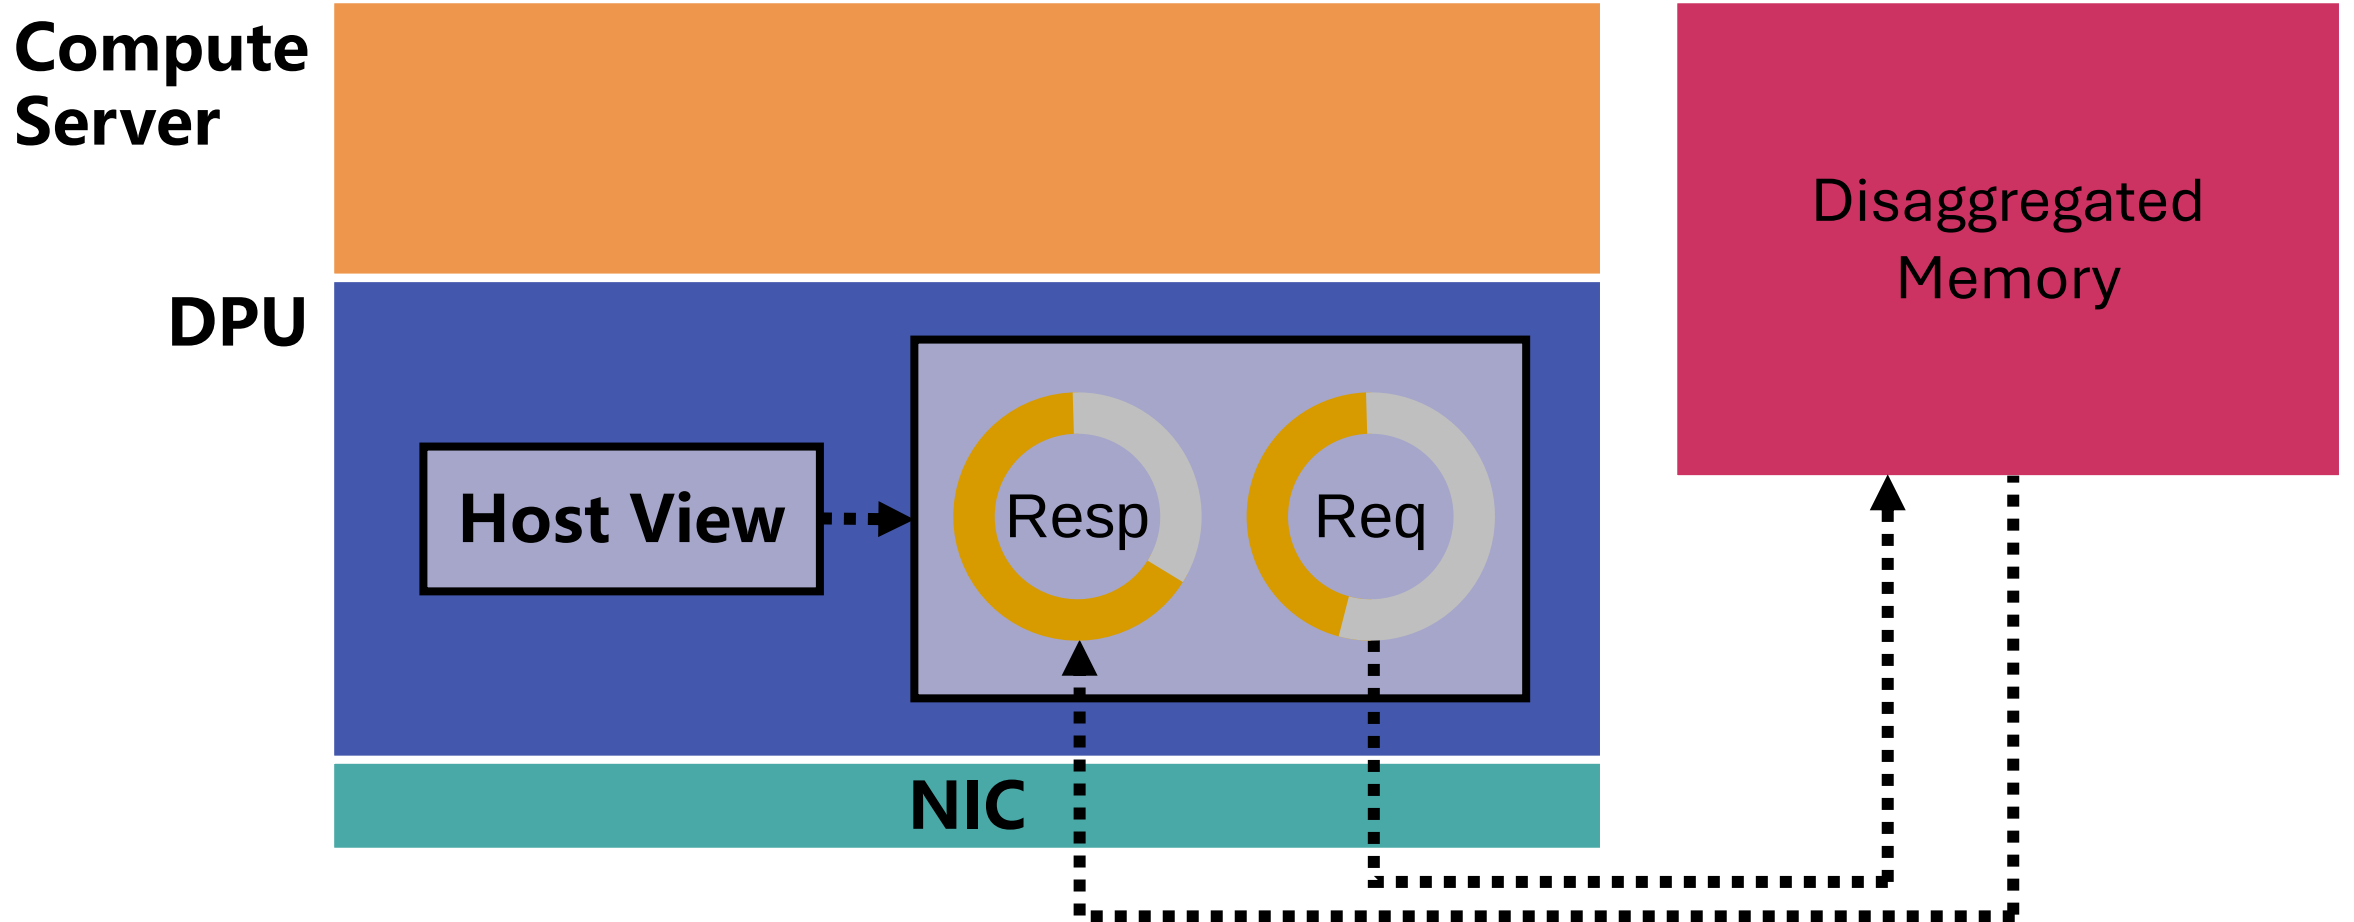 Compute
Server
DPU
Host View
Resp
Req
NIC
Disaggregated
Memory